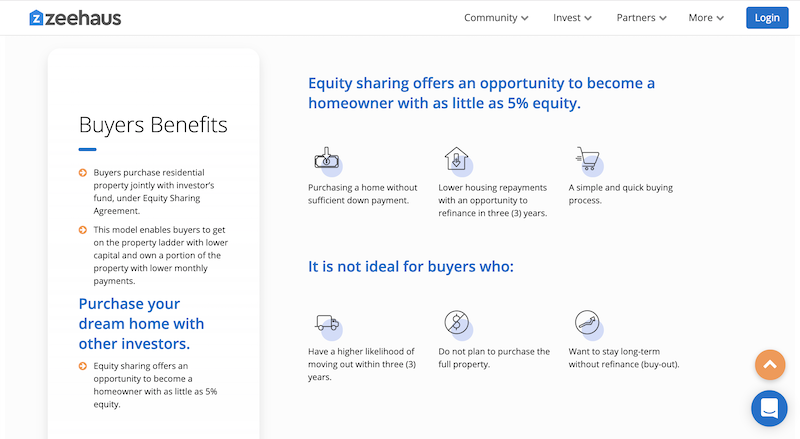 zeehaus
Community
Invest
Partners
More
Login
Buyers Benefits
Buyers purchase residential
property jointly with investor's
fund, under Equity Sharing
Agreement.
This model enables buyers to get
on the property ladder with lower
capital and own a portion of the
property with lower monthly
payments.
Purchase your
dream home with
other investors.
Equity sharing offers an
opportunity to become a
homeowner with as little as 5%
equity.
Equity sharing offers an opportunity to become a
homeowner with as little as 5% equity.
Purchasing a home without
sufficient down payment.
Lower housing repayments
with an opportunity to
refinance in three (3) years.
A simple and quick buying
process.
It is not ideal for buyers who:
Have a higher likelihood of
moving out within three (3)
years.
Do not plan to purchase the
full property.
Want to stay long-term
without refinance (buy-out).